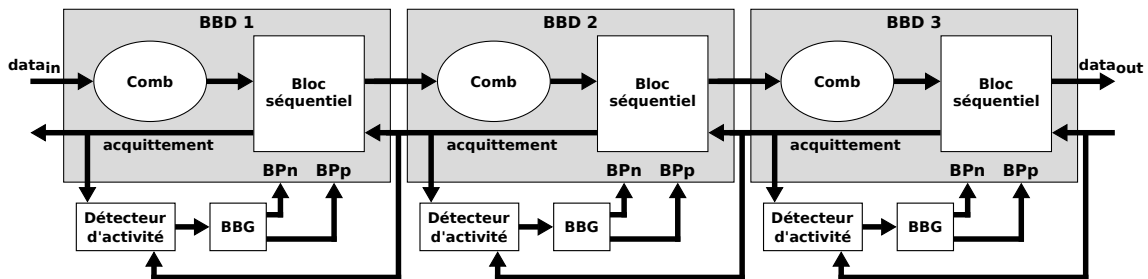 BBD 1
BBD 2
BBD 3
data_in
Comb
Bloc
séquentiel
Comb
Bloc
séquentiel
Comb
Bloc
séquentiel
data_out
acquittement
acquittement
acquittement
BPn
BPp
BPn
BPp
BPn
BPp
Détecteur
d'activité
BBG
Détecteur
d'activité
BBG
Détecteur
d'activité
BBG